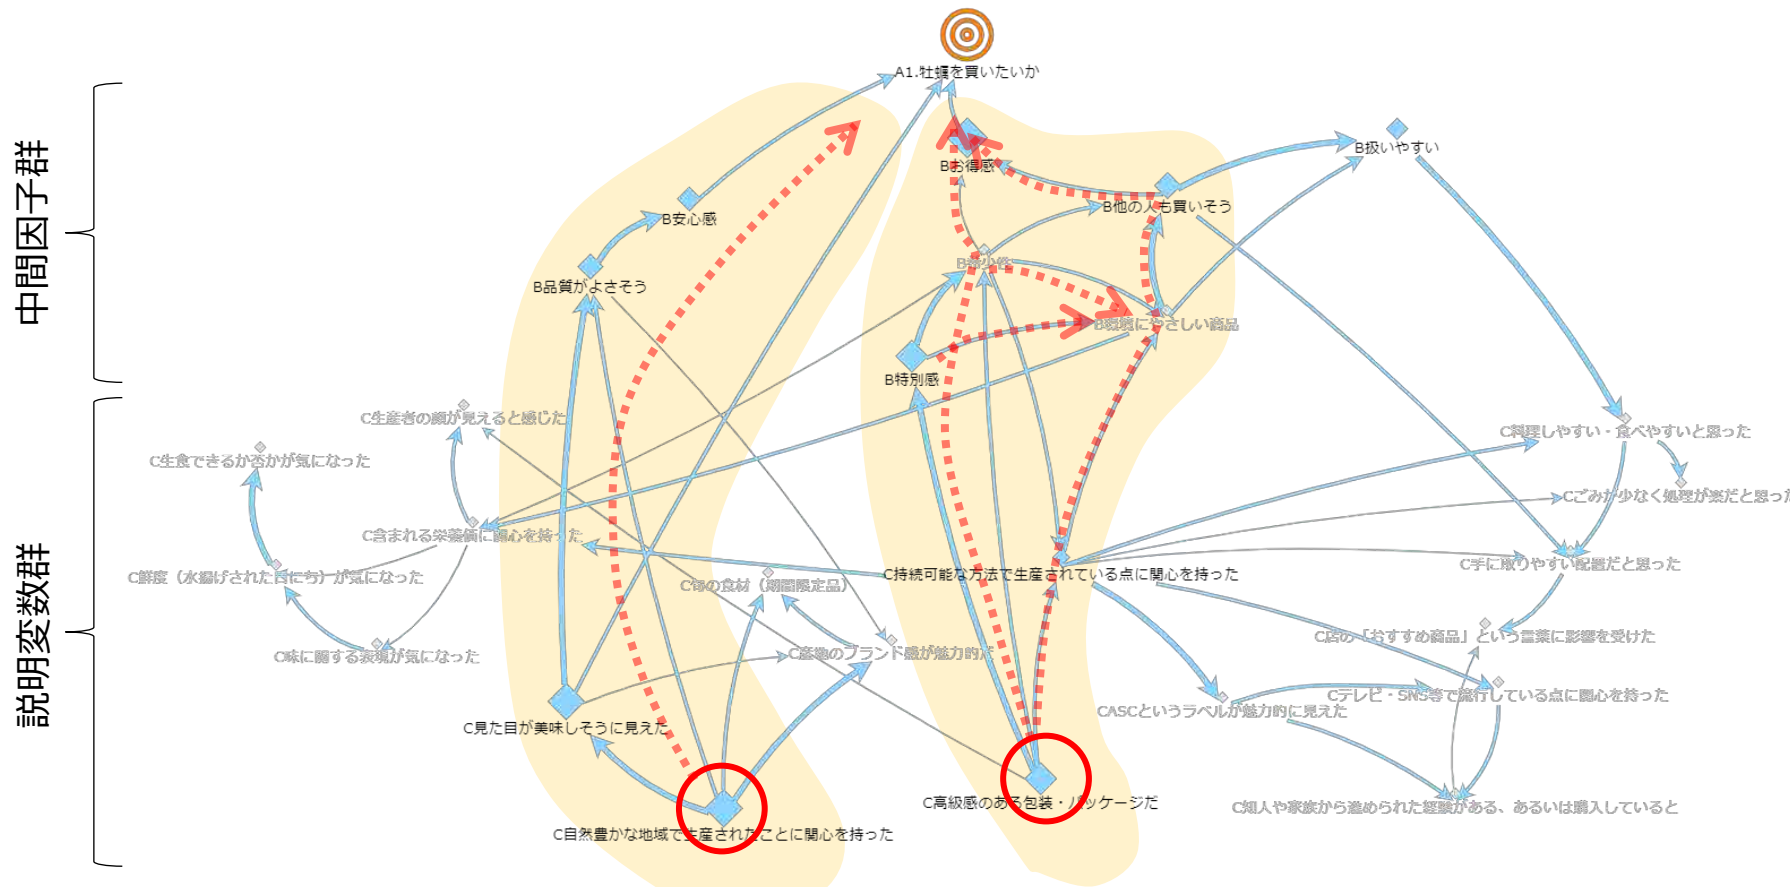 A1.牡蠣を買いたいか
中間因子群
B扱いやすい
Bお得感
B他の人も買いそう
B安心感
B希少性
B品質がよさそう
B環境にやさしい商品
B特別感
説明変数群
C生産者の顔が見えると感じた
C料理しやすい・食べやすいと思った
C生食できるか否かが気になった
Cごみが少なく処理が楽だと思った
C含まれる栄養価に関心を持った
C手に取りやすい配置だと思った
C鮮度（水揚げされた日にち）が気になった
C持続可能な方法で生産されている点に関心を持った
C旬の食材（期間限定品）
C店の「おすすめ商品」という言葉に影響を受けた
C味に関する表現が気になった
C産地のブランド感が魅力的だ
Cテレビ・SNS等で流行している点に関心を持った
CASCというラベルが魅力的に見えた
C見た目が美味しそうに見えた
C高級感のある包装・パッケージだ
C知人や家族から進められた経験がある、あるいは購入していると
C自然豊かな地域で生産されたことに関心を持った